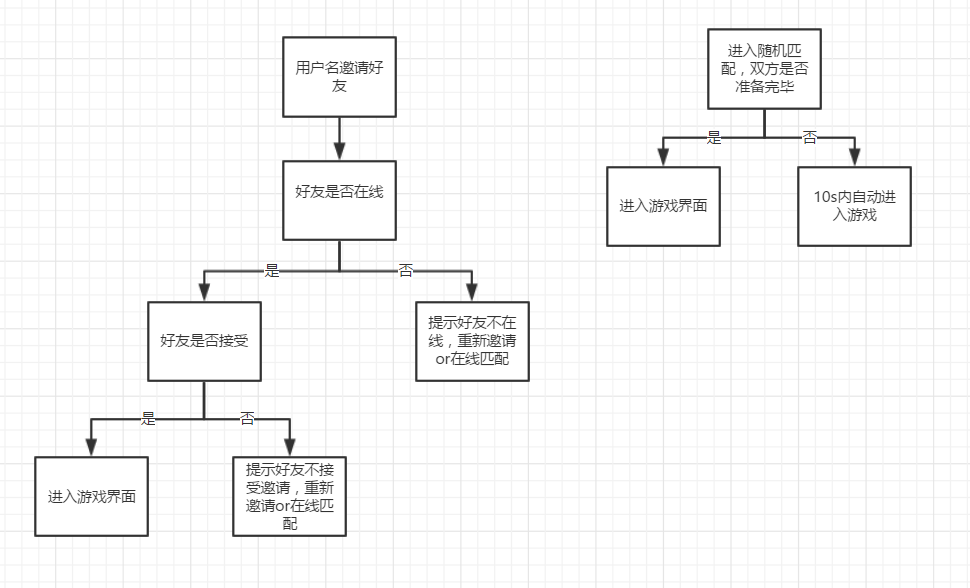 用户名邀请好
友
好友是否在线
是
否
好友是否接受
提示好友不在
线，重新邀请
or在线匹配
是
否
进入游戏界面
提示好友不接
受邀请，重新
邀请or在线匹
配
进入随机匹
配，双方是否
准备完毕
是
否
进入游戏界面
10s内自动进
入游戏